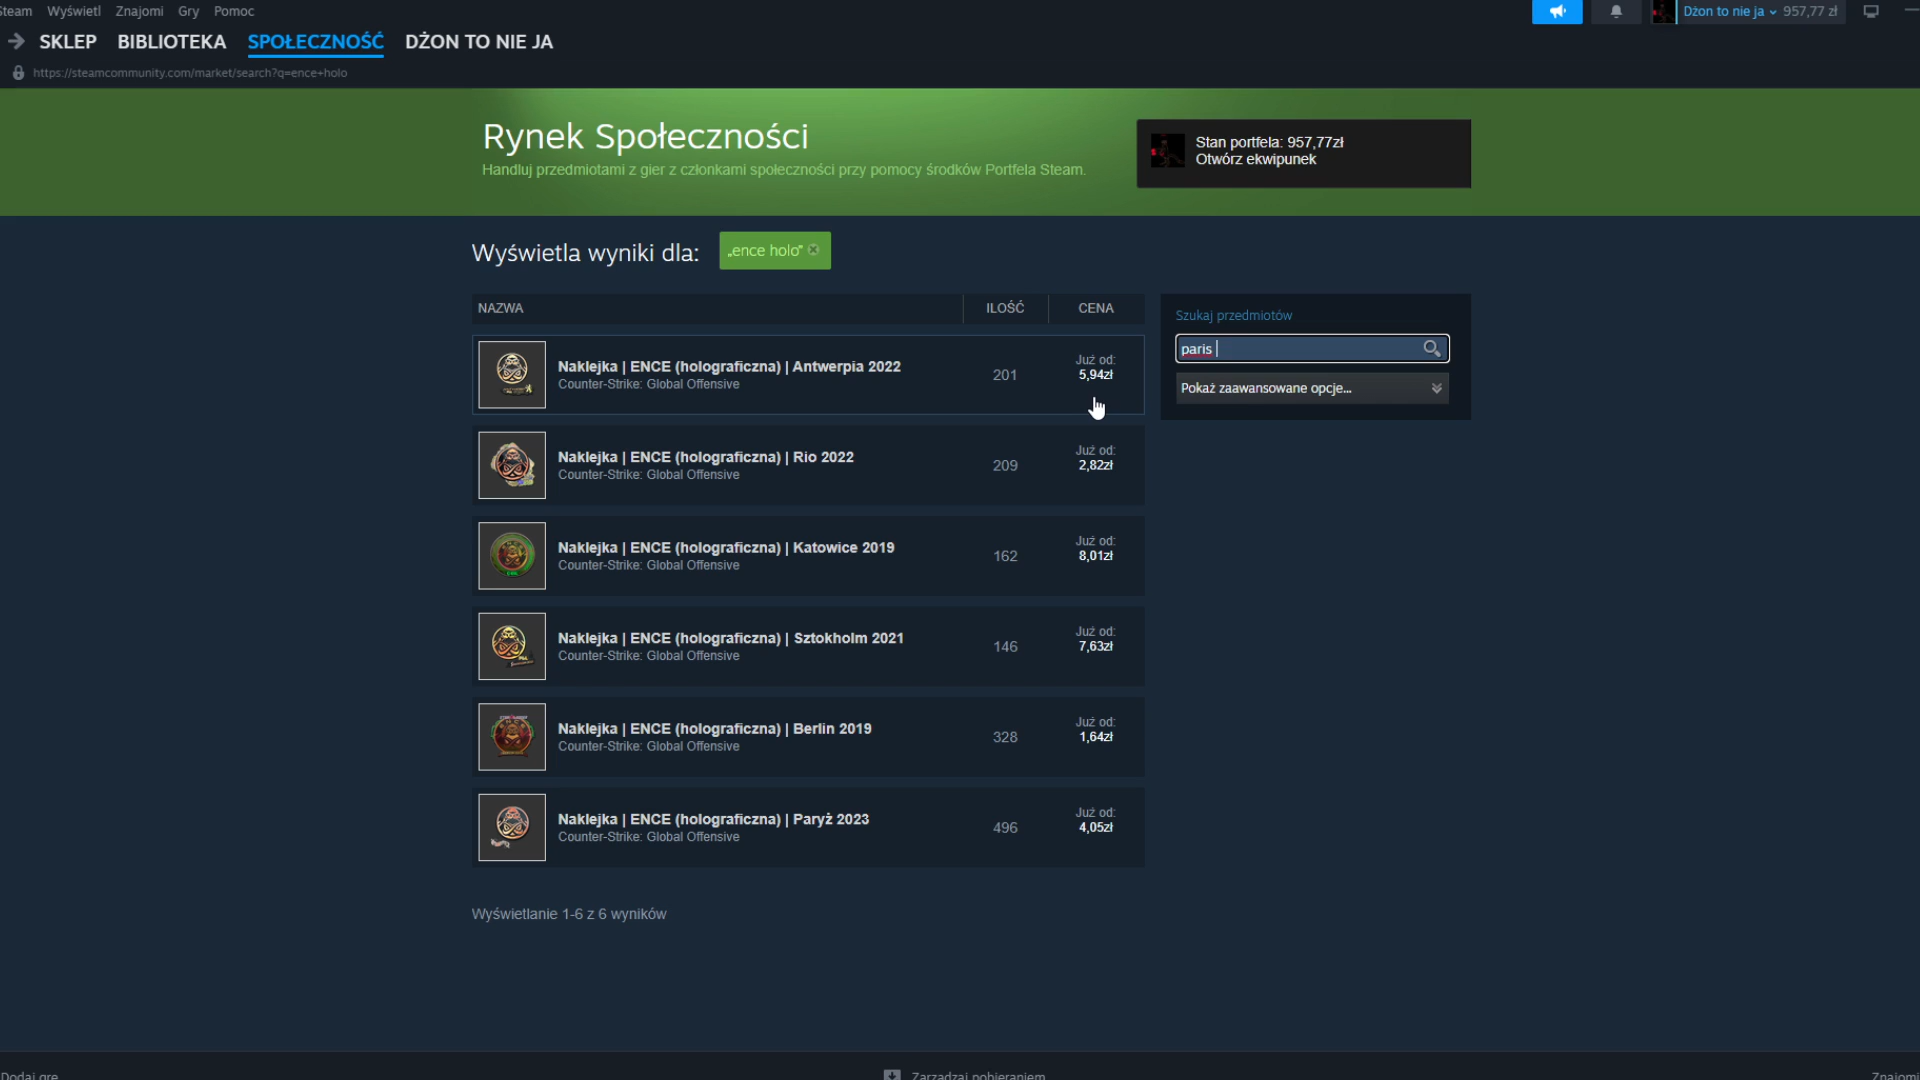 Steam Wyświetl Znajomi Gry Pomoc
Dżon to nie ja 957,77 zł
SKLEP BIBLIOTEKA SPOŁECZNOŚĆ DŻON TO NIE JA
https://steamcommunity.com/market/search?q=ence+holo
Rynek Społeczności
Handluj przedmiotami z gier z członkami społeczności przy pomocy środków Portfela Steam.
Stan portfela: 957,77zł
Otwórz ekwipunek
Wyświetla wyniki dla: „ence holo”
NAZWA ILOŚĆ CENA
Naklejka | ENCE (holograficzna) | Antwerpia 2022
Counter-Strike: Global Offensive
201
Już od:
5,94zł
Naklejka | ENCE (holograficzna) | Rio 2022
Counter-Strike: Global Offensive
209
Już od:
2,82zł
Naklejka | ENCE (holograficzna) | Katowice 2019
Counter-Strike: Global Offensive
162
Już od:
8,01zł
Naklejka | ENCE (holograficzna) | Sztokholm 2021
Counter-Strike: Global Offensive
146
Już od:
7,63zł
Naklejka | ENCE (holograficzna) | Berlin 2019
Counter-Strike: Global Offensive
328
Już od:
1,64zł
Naklejka | ENCE (holograficzna) | Paryż 2023
Counter-Strike: Global Offensive
496
Już od:
4,05zł
Wyświetlanie 1-6 z 6 wyników
Szukaj przedmiotów
paris
Pokaż zaawansowane opcje...
Dodaj grę
Zarządzaj pobieraniem
Znajomi